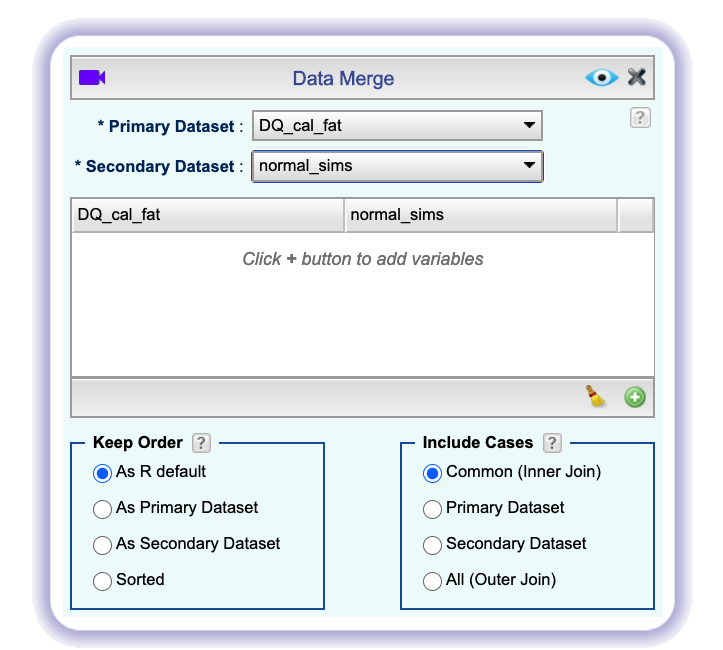 Data Merge
* Primary Dataset : DQ_cal_fat
?
* Secondary Dataset : normal_sims
DQ_cal_fat normal_sims
Click + button to add variables
Keep Order ? Include Cases ?
As R default Common (Inner Join)
As Primary Dataset Primary Dataset
As Secondary Dataset Secondary Dataset
Sorted All (Outer Join)